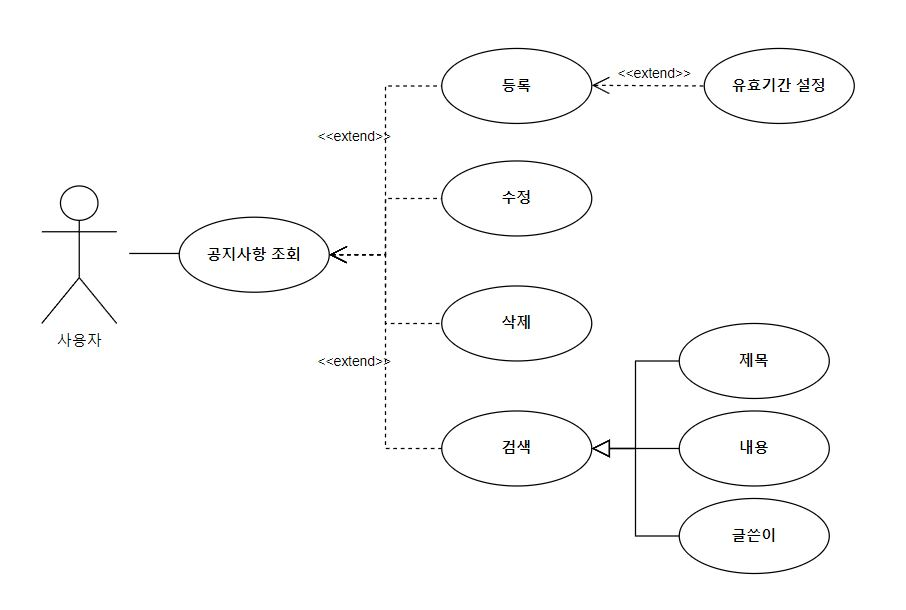 등록
<<extend>>
유효기간 설정
<<extend>>
수정
공지사항 조회
사용자
삭제
<<extend>>
제목
검색
내용
글쓴이